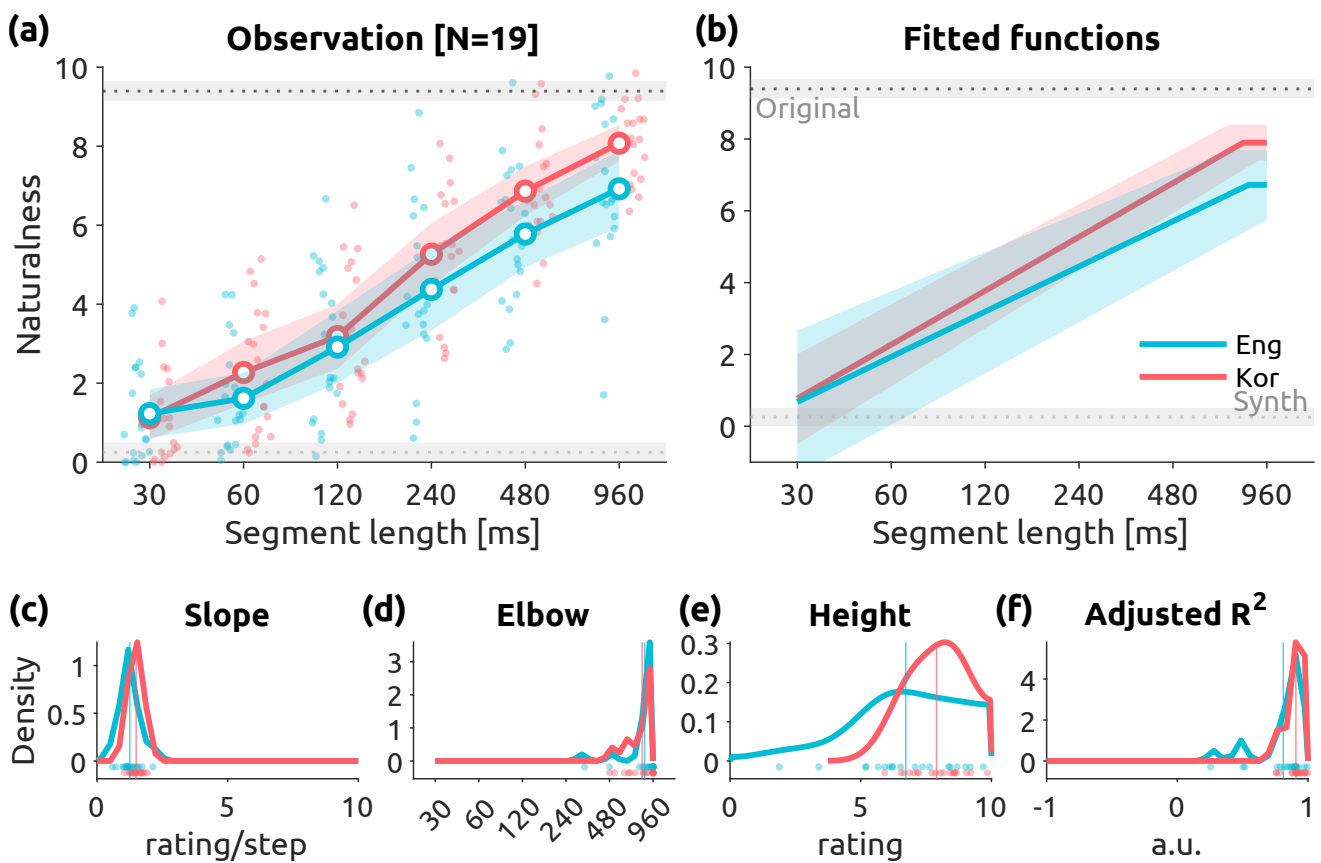 (a) Observation [N=19]
10
8
6
4
2
0
Naturalness
30 60 120 240 480 960
Segment length [ms]
(b) Fitted functions
10
8
6
4
2
0
Original
Eng
Kor
Synth
30 60 120 240 480 960
Segment length [ms]
(c) Slope
1
0.5
0
Density
0 5 10
rating/step
(d) Elbow
3
2
1
0
30 60 120 240 480 960
(e) Height
0.3
0.2
0.1
0
0 5 10
rating
(f) Adjusted R²
4
2
0
-1 0 1
a.u.